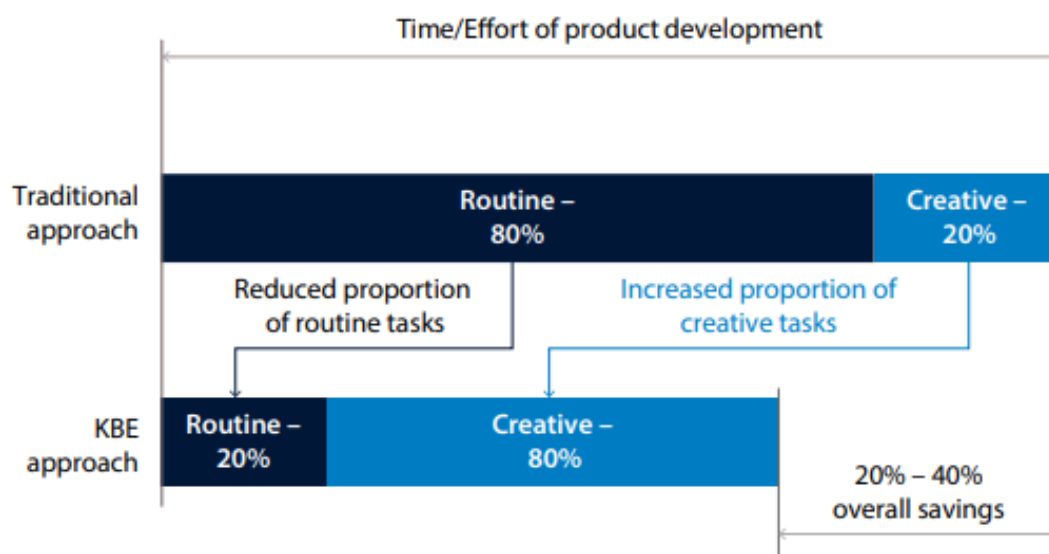 Time/Effort of product development
Traditional
approach
Routine –
80%
Creative –
20%
Reduced proportion
of routine tasks
Increased proportion of
creative tasks
KBE
approach
Routine –
20%
Creative –
80%
20% – 40%
overall savings